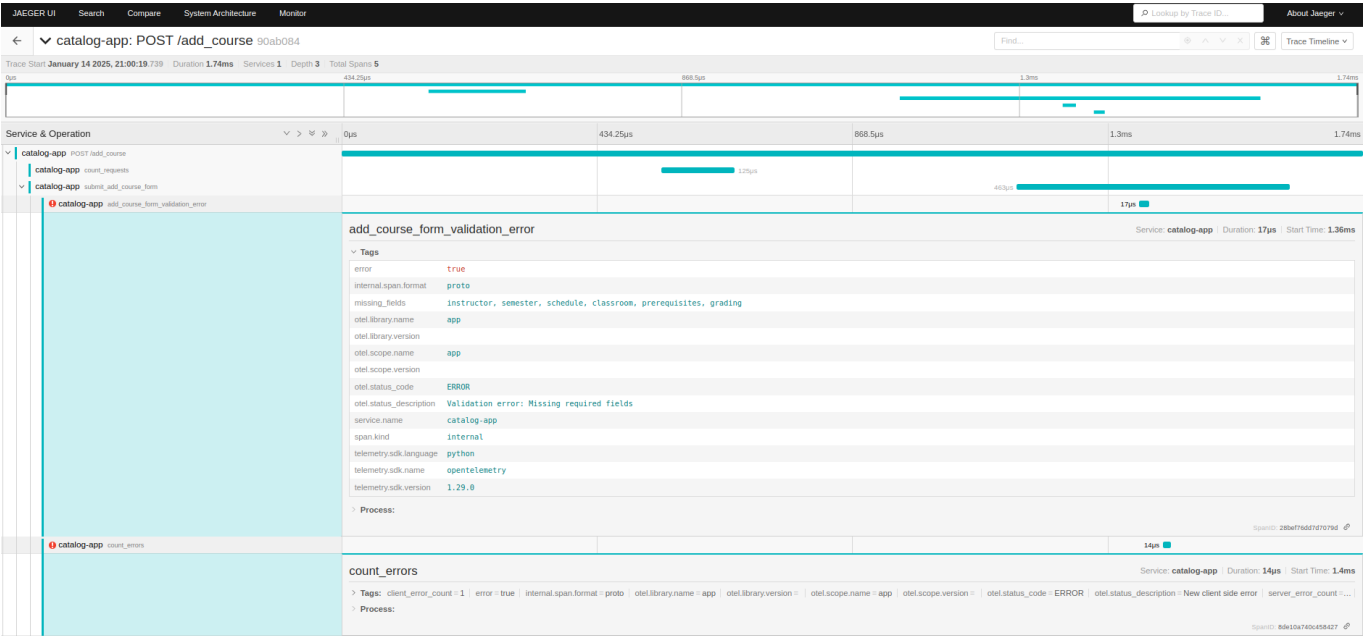 JAEGER UI Search Compare System Architecture Monitor Lookup by Trace ID... About Jaeger
catalog-app: POST /add_course 90ab084 Find... Trace Timeline
Trace Start January 14 2025, 21:00:19.739 Duration 1.74ms Services 1 Depth 3 Total Spans 5
0μs 434.25μs 868.5μs 1.3ms 1.74ms
Service & Operation 0μs 434.25μs 868.5μs 1.3ms 1.74ms
catalog-app POST /add_course
catalog-app count_requests 125μs
catalog-app submit_add_course_form 463μs
catalog-app add_course_form_validation_error 17μs
add_course_form_validation_error Service: catalog-app Duration: 17μs Start Time: 1.36ms
Tags
error true
internal.span.format proto
missing_fields instructor, semester, schedule, classroom, prerequisites, grading
otel.library.name app
otel.library.version
otel.scope.name app
otel.scope.version
otel.status_code ERROR
otel.status_description Validation error: Missing required fields
service.name catalog-app
span.kind internal
telemetry.sdk.language python
telemetry.sdk.name opentelemetry
telemetry.sdk.version 1.29.0
Process:
SpanID: 28bef76dd7d7079d
catalog-app count_errors 14μs
count_errors Service: catalog-app Duration: 14μs Start Time: 1.4ms
Tags: client_error_count = 1 error = true internal.span.format = proto otel.library.name = app otel.library.version = otel.scope.name = app otel.scope.version = otel.status_code = ERROR otel.status_description = New client side error server_error_count =...
Process:
SpanID: 8de10a740c458427